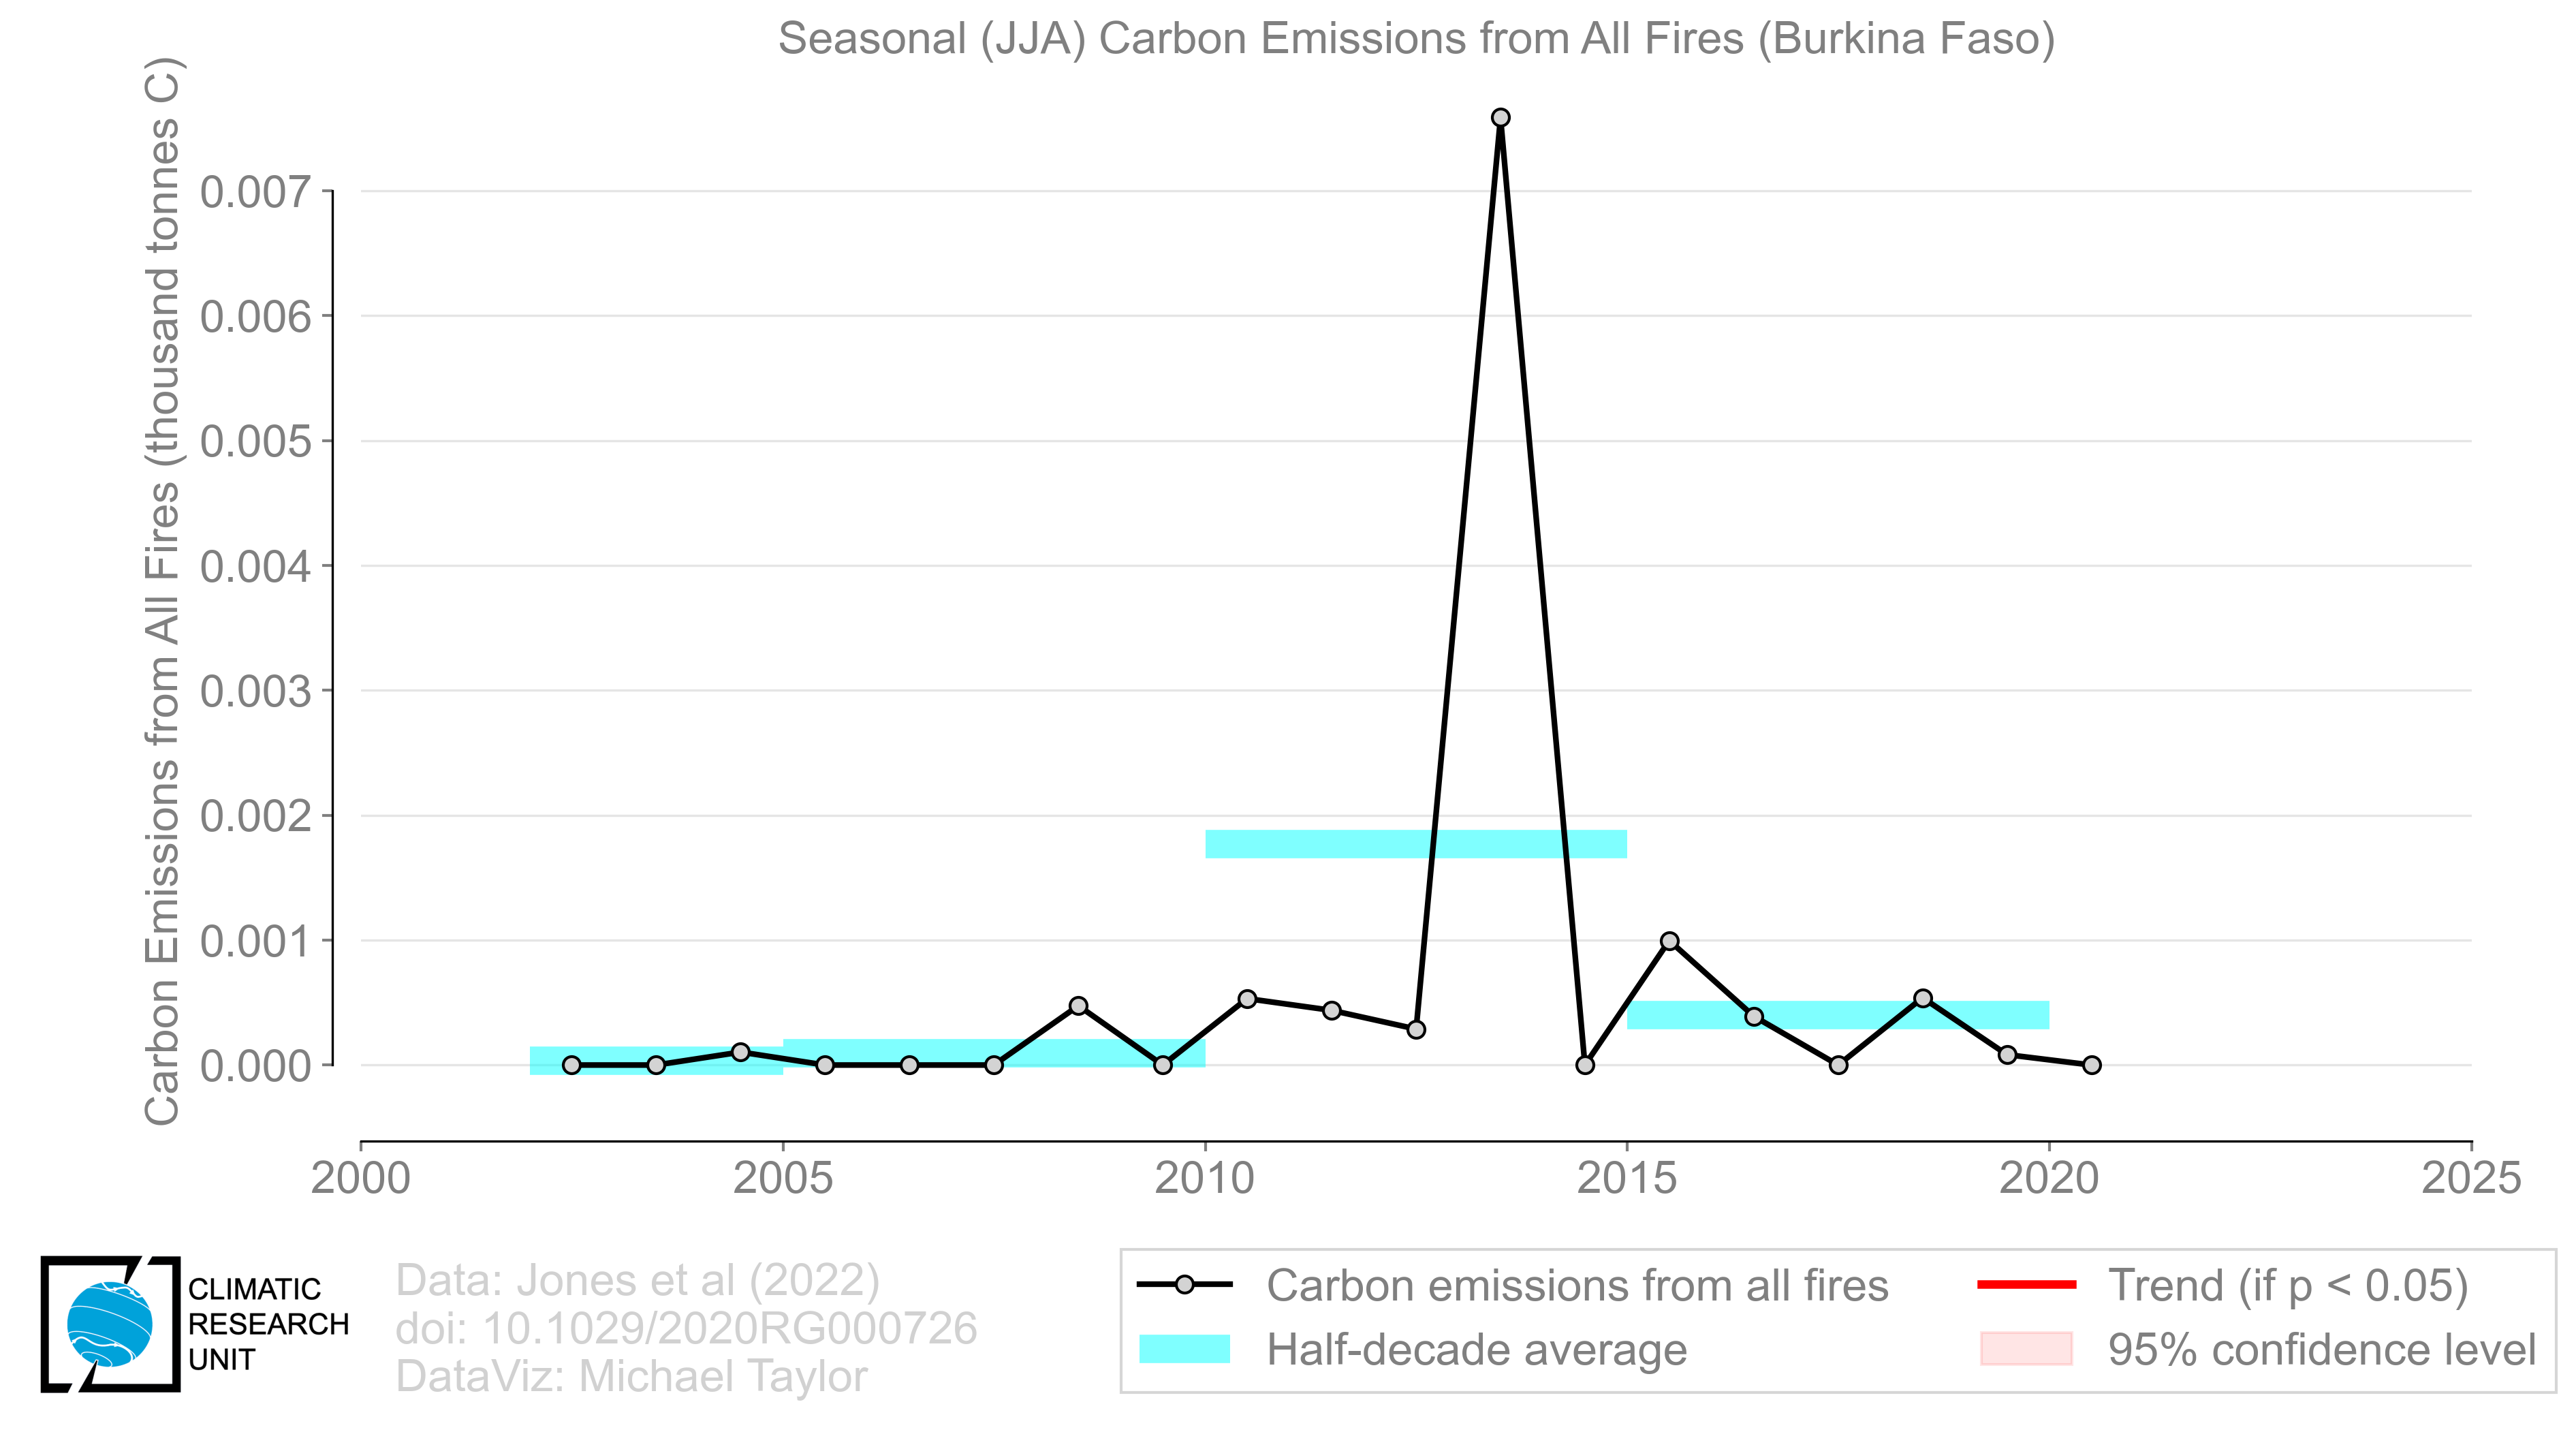 Seasonal (JJA) Carbon Emissions from All Fires (Burkina Faso)
Carbon Emissions from All Fires (thousand tonnes C)
0.007
0.006
0.005
0.004
0.003
0.002
0.001
0.000
2000 2005 2010 2015 2020 2025
CLIMATIC
RESEARCH
UNIT
Data: Jones et al (2022)
doi: 10.1029/2020RG000726
DataViz: Michael Taylor
Carbon emissions from all fires
Half-decade average
Trend (if p < 0.05)
95% confidence level